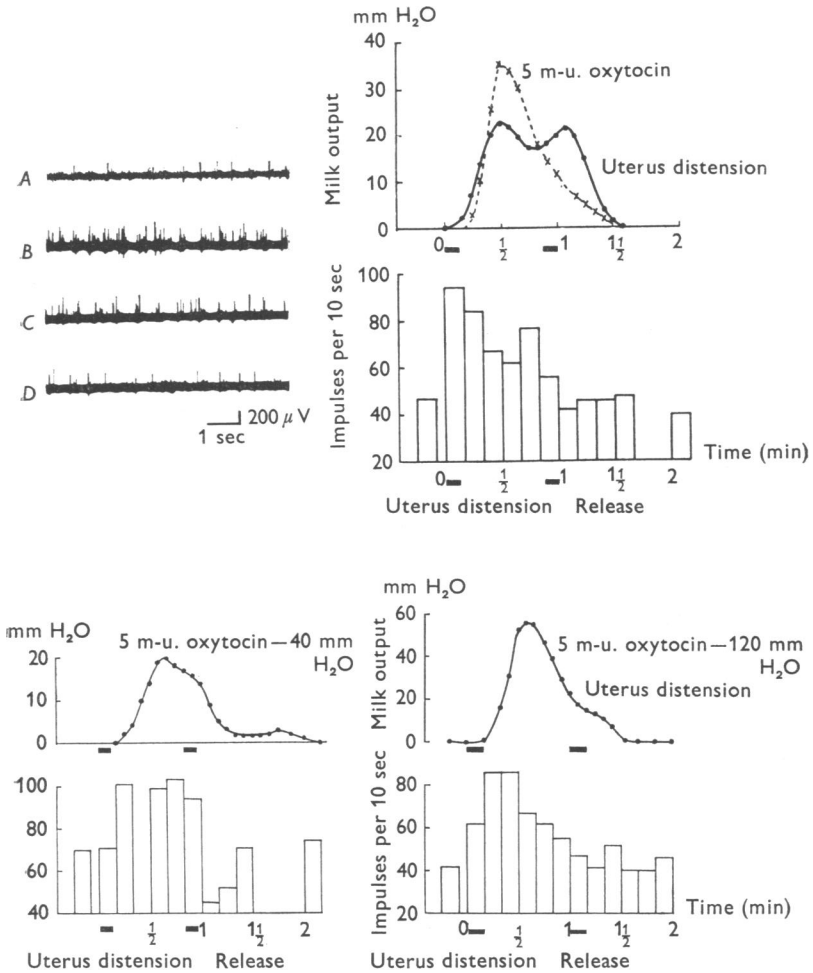 A
B
C
D
200 μV
1 sec
mm H₂O
40
30
20
10
0
Milk output
5 m-u. oxytocin
Uterus distension
0 ½ 1 1½ 2
100
80
60
40
20
Impulses per 10 sec
0 ½ 1 1½ 2
Time (min)
Uterus distension Release
mm H₂O
5 m-u. oxytocin—40 mm
H₂O
20
10
0
100
80
60
40
½ 1 1½ 2
Uterus distension Release
mm H₂O
60
40
20
0
Milk output
5 m-u. oxytocin—120 mm
H₂O
Uterus distension
80
60
40
20
Impulses per 10 sec
0 ½ 1 1½ 2
Time (min)
Uterus distension Release